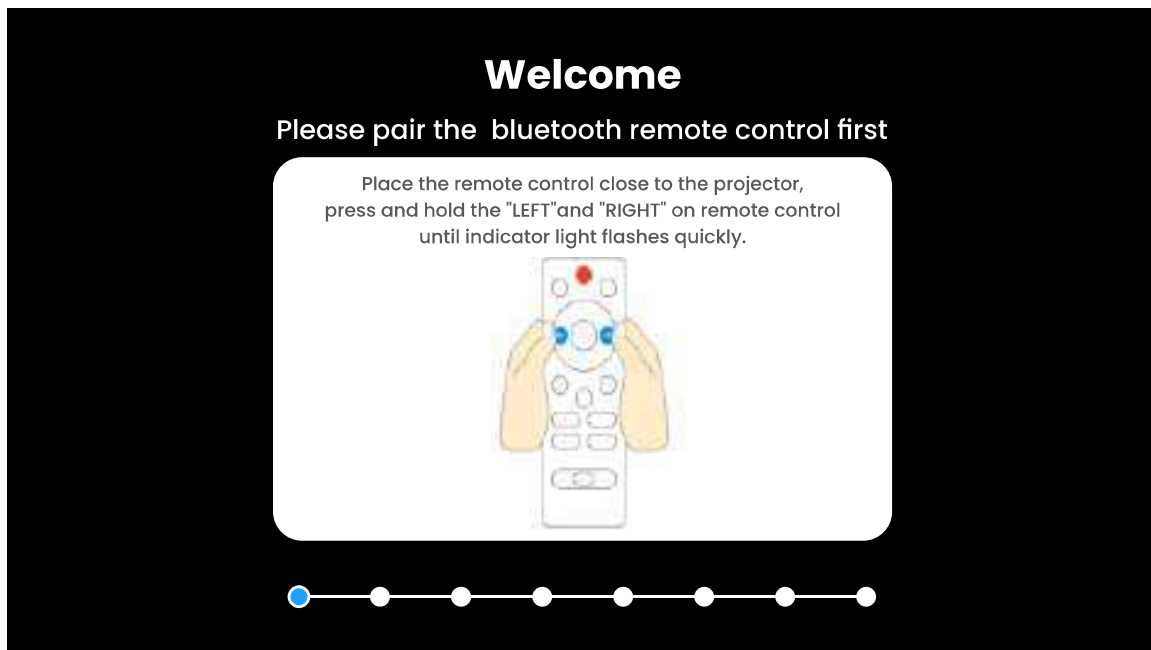 Welcome
Please pair the bluetooth remote control first
Place the remote control close to the projector,
press and hold the "LEFT"and "RIGHT" on remote control
until indicator light flashes quickly.